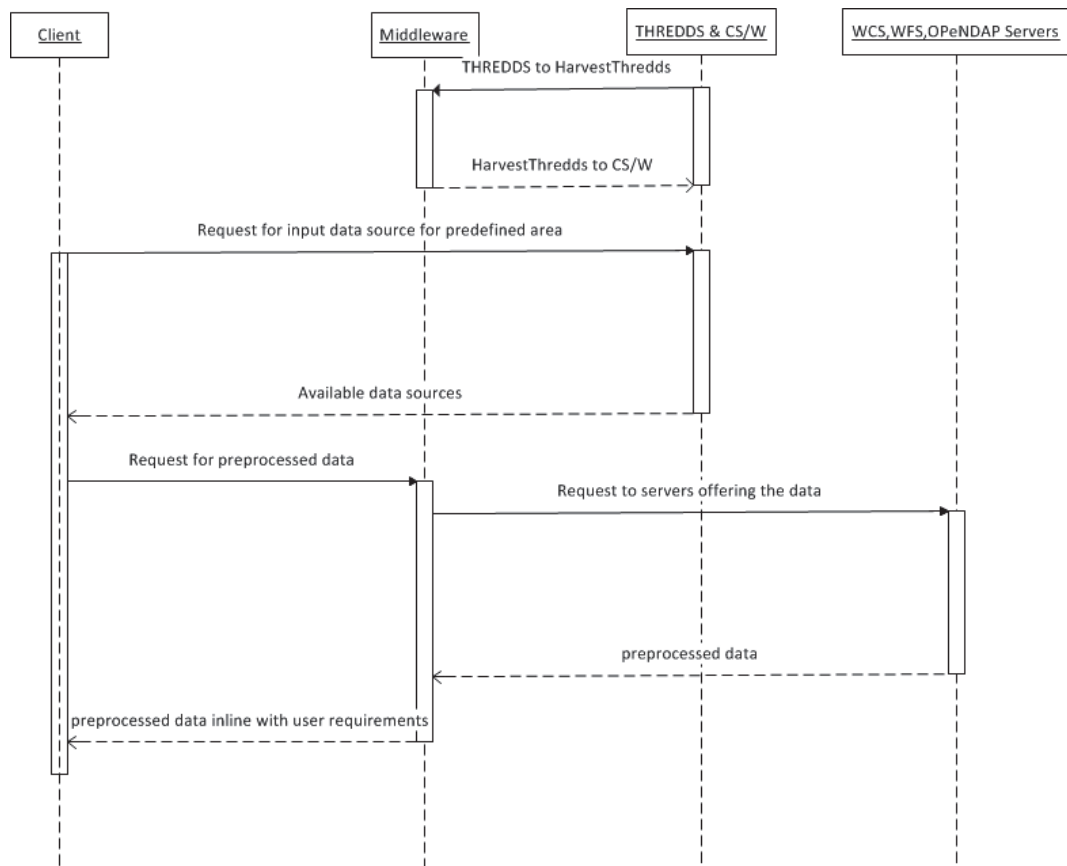 Client
Middleware
THREDDS & CS/W
WCS,WFS,OPeNDAP Servers
THREDDS to HarvestThredds
HarvestThredds to CS/W
Request for input data source for predefined area
Available data sources
Request for preprocessed data
Request to servers offering the data
preprocessed data
preprocessed data inline with user requirements